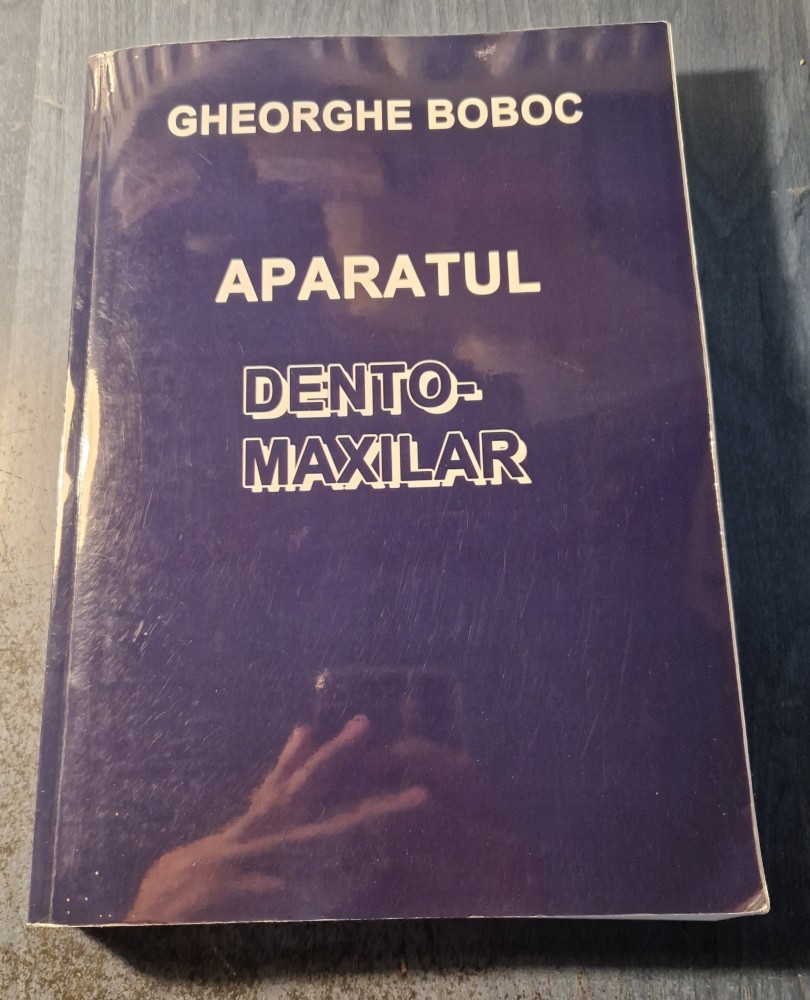 GHEORGHE BOBOC
APARATUL
DENTO-
MAXILAR